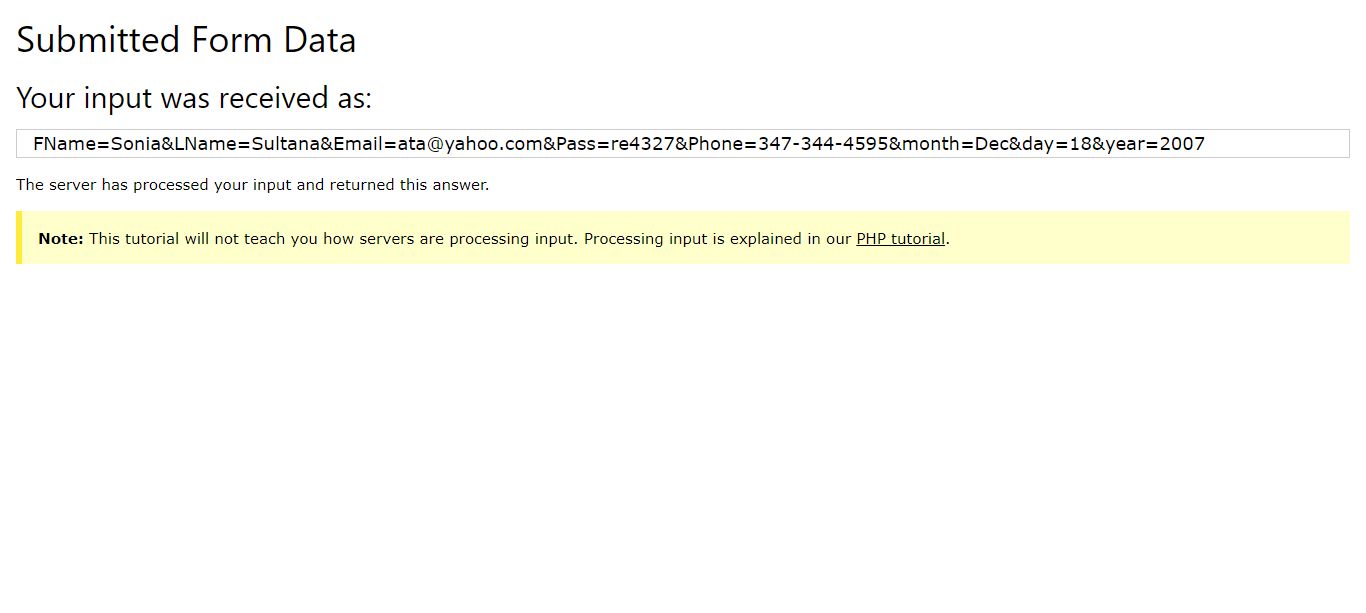 Submitted Form Data
Your input was received as:
FName=Sonia&LName=Sultana&Email=ata@yahoo.com&Pass=re4327&Phone=347-344-4595&month=Dec&day=18&year=2007
The server has processed your input and returned this answer.
Note: This tutorial will not teach you how servers are processing input. Processing input is explained in our PHP tutorial.